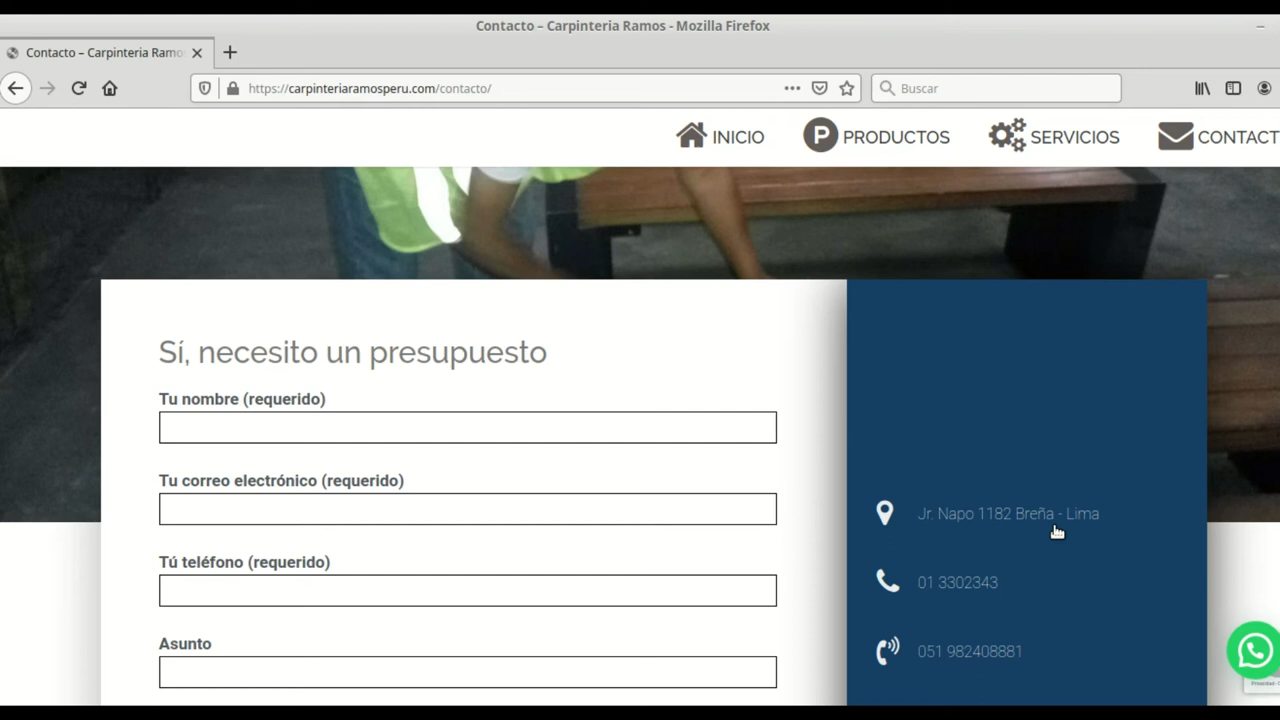 Contacto – Carpinteria Ramos - Mozilla Firefox
Contacto – Carpinteria Ramo
https://carpinteriaramosperu.com/contacto/
Buscar
INICIO
PRODUCTOS
SERVICIOS
CONTACT
Sí, necesito un presupuesto
Tu nombre (requerido)
Tu correo electrónico (requerido)
Tú teléfono (requerido)
Asunto
Jr. Napo 1182 Breña - Lima
01 3302343
051 982408881